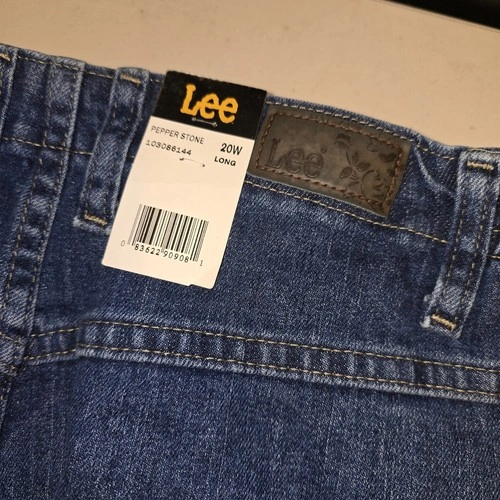 Lee
PEPPER STONE
103086144
20W
LONG
0 83622 90908 1
Lee